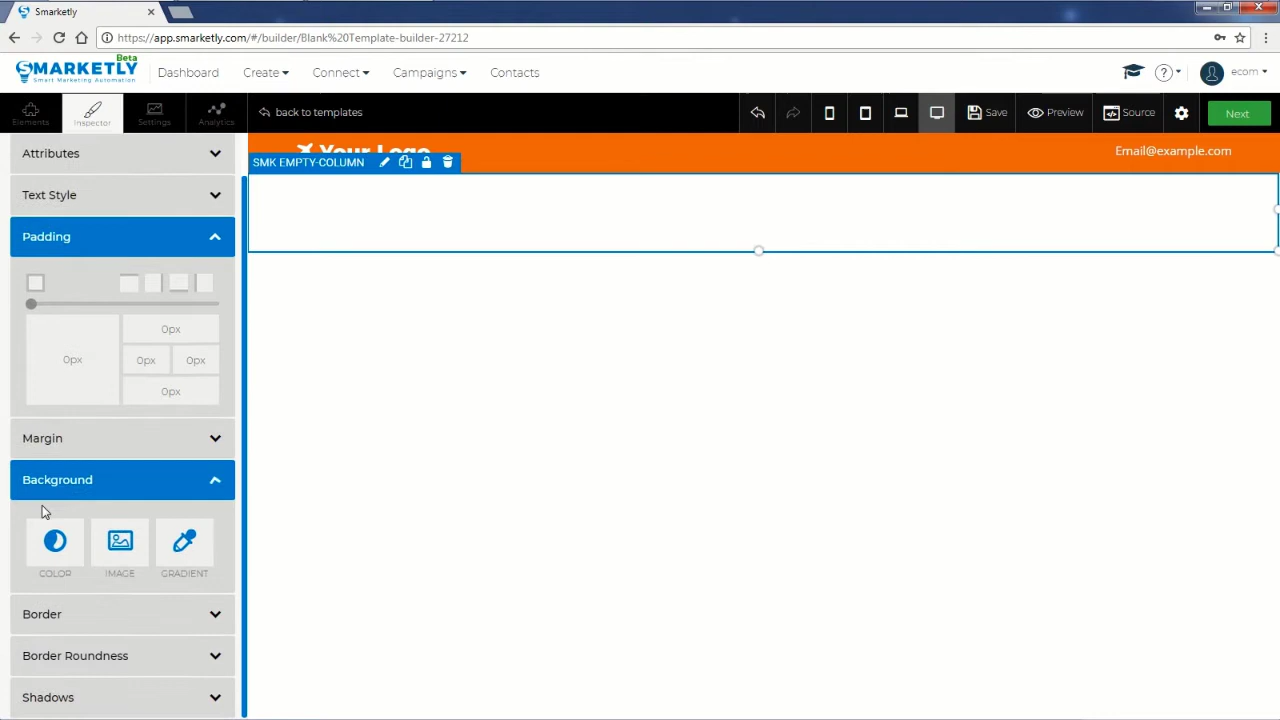 Smarketly
https://app.smarketly.com/#/builder/Blank%20Template-builder-27212
SMARKETLY Beta
Smart Marketing Automation
Dashboard
Create
Connect
Campaigns
Contacts
ecom
Elements
Inspector
Settings
Analytics
back to templates
Save
Preview
Source
Next
Your Logo
Email@example.com
SMK EMPTY-COLUMN
Attributes
Text Style
Padding
0px
0px
0px
0px
0px
Margin
Background
COLOR
IMAGE
GRADIENT
Border
Border Roundness
Shadows